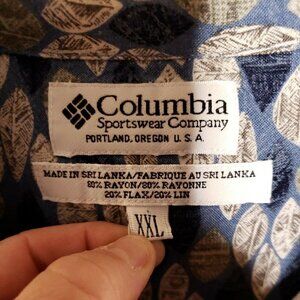 Columbia
Sportswear Company
PORTLAND, OREGON U. S. A.
MADE IN SRI LANKA/FABRIQUE AU SRI LANKA
80% RAYON/80% RAYONNE
20% FLAX/20% LIN
XXL